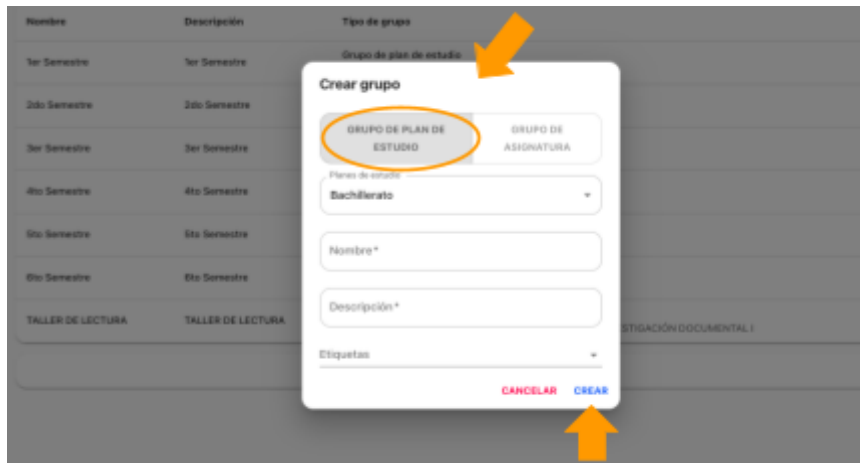 Nombre Descripción Tipo de grupo
1er Semestre 1er Semestre Grupo de plan de estudio
2do Semestre 2do Semestre
3er Semestre 3er Semestre
4to Semestre 4to Semestre
5to Semestre 5to Semestre
6to Semestre 6to Semestre
TALLER DE LECTURA TALLER DE LECTURA STIGACIÓN DOCUMENTAL I
Crear grupo
GRUPO DE PLAN DE
ESTUDIO
GRUPO DE
ASIGNATURA
Planes de estudio
Bachillerato
Nombre*
Descripción*
Etiquetas
CANCELAR CREAR